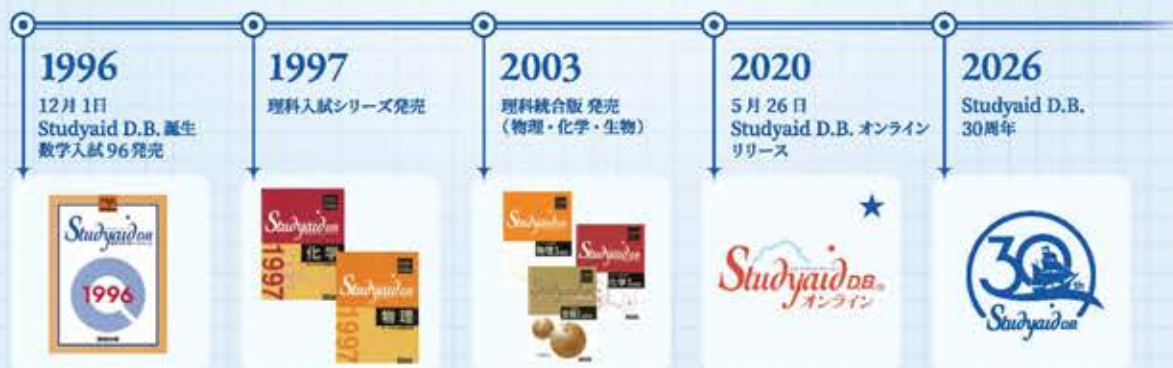 1996
12月1日
Studyaid D.B. 誕生
数学入試96発売
1997
理科入試シリーズ発売
2003
理科統合版 発売
（物理・化学・生物）
2020
5月26日
Studyaid D.B. オンライン
リリース
2026
Studyaid D.B.
30周年
Studyaid D.B.
1996
Studyaid D.B.
化学
1997
Studyaid D.B.
物理
1997
Studyaid D.B.
Studyaid D.B.
Studyaid D.B.
オンライン
30th
Studyaid D.B.